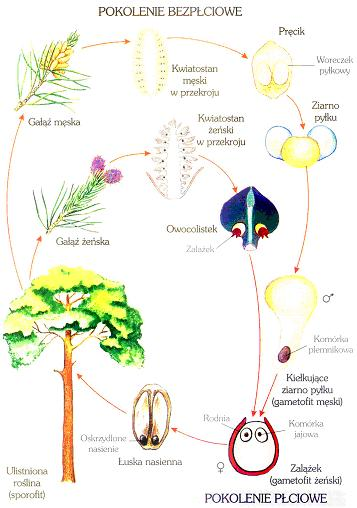 POKOLENIE BEZPŁCIOWE
Pręcik
Kwiatostan
męski
w przekroju
Woreczek
pyłkowy
Gałąź męska
Kwiatostan
żeński
w przekroju
Ziarno
pyłku
Owocolistek
Zalążek
Gałąź żeńska
♂
Komórka
plemnikowa
Kiełkujące
ziarno pyłku
(gametofit męski)
Rodnia
Komórka
jajowa
Oskrzydlone
nasienie
Łuska nasienna
♀
Zalążek
(gametofit żeński)
Ulistniona
roślina
(sporofit)
POKOLENIE PŁCIOWE